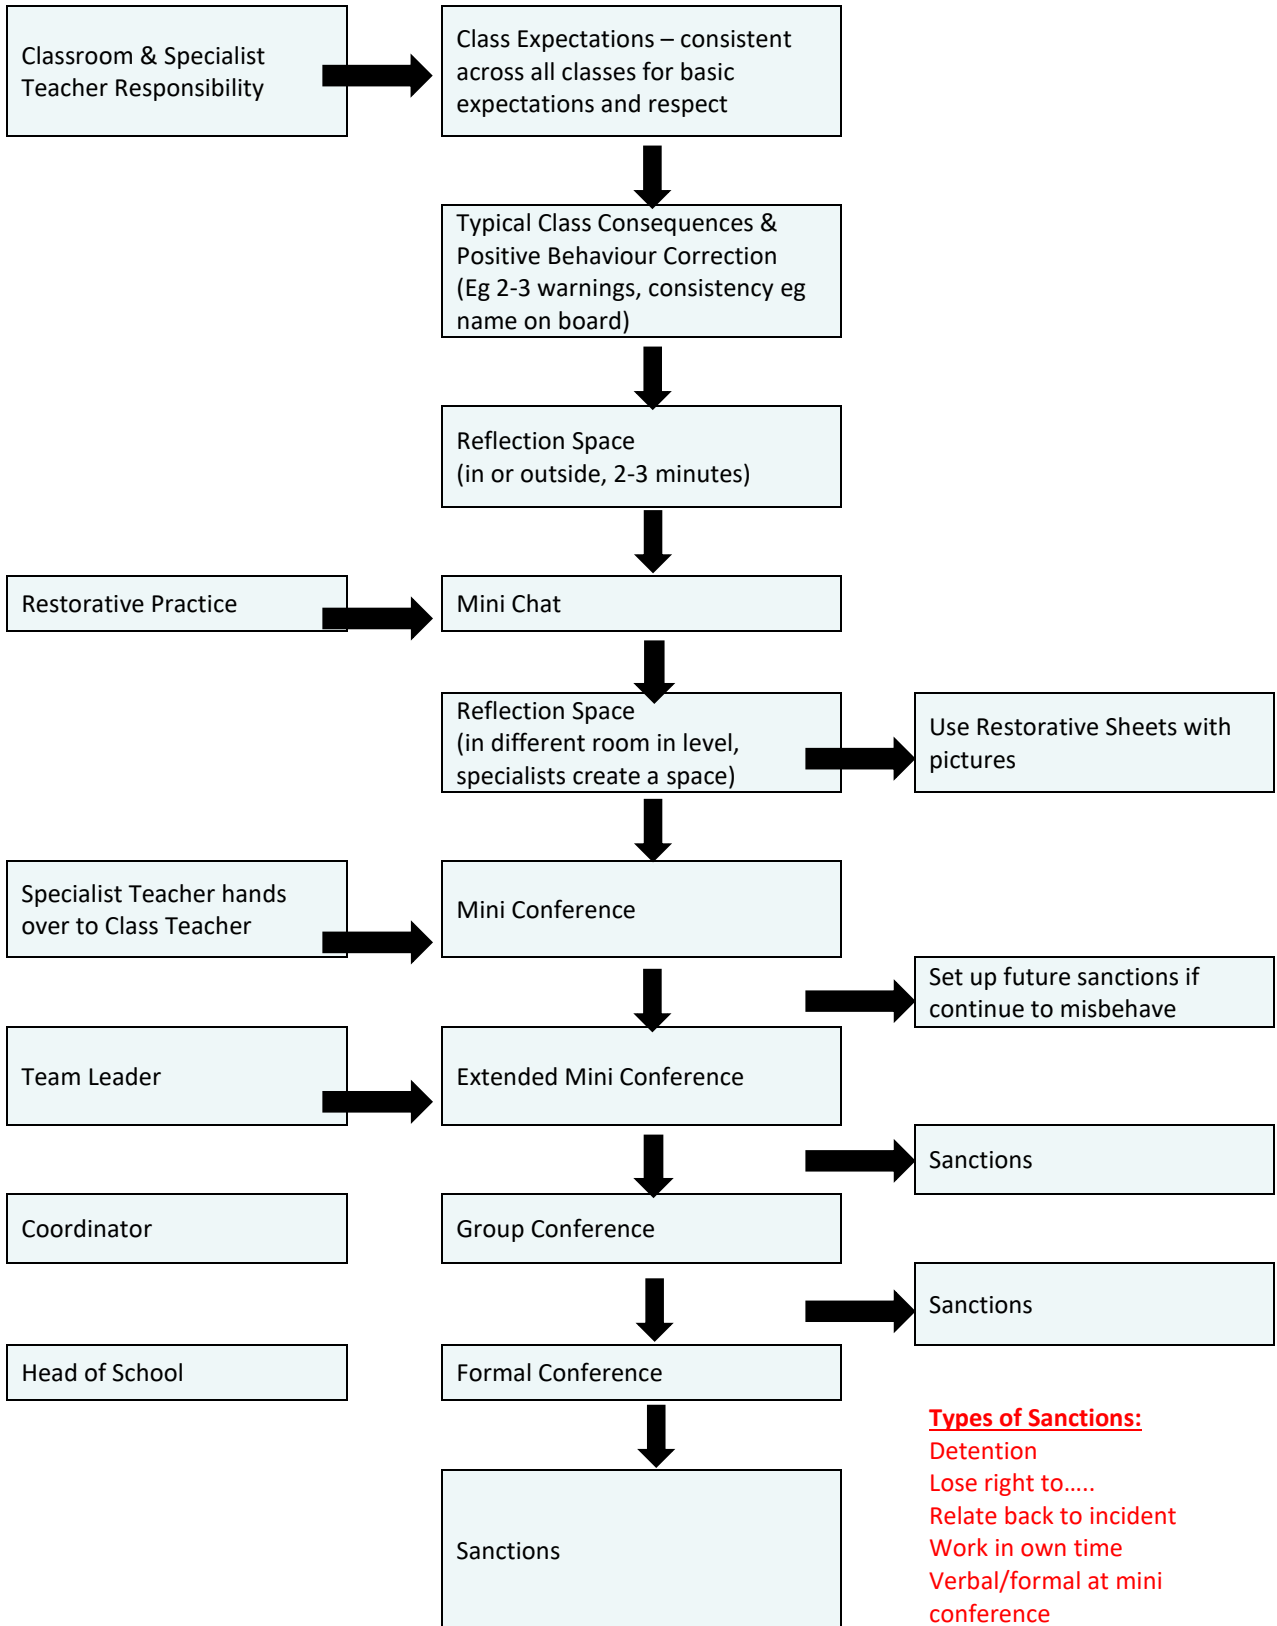 Classroom & Specialist
Teacher Responsibility
Class Expectations – consistent
across all classes for basic
expectations and respect
Typical Class Consequences &
Positive Behaviour Correction
(Eg 2-3 warnings, consistency eg
name on board)
Reflection Space
(in or outside, 2-3 minutes)
Restorative Practice
Mini Chat
Reflection Space
(in different room in level,
specialists create a space)
Use Restorative Sheets with
pictures
Specialist Teacher hands
over to Class Teacher
Mini Conference
Set up future sanctions if
continue to misbehave
Team Leader
Extended Mini Conference
Sanctions
Coordinator
Group Conference
Sanctions
Head of School
Formal Conference
Sanctions
Types of Sanctions:
Detention
Lose right to…..
Relate back to incident
Work in own time
Verbal/formal at mini
conference